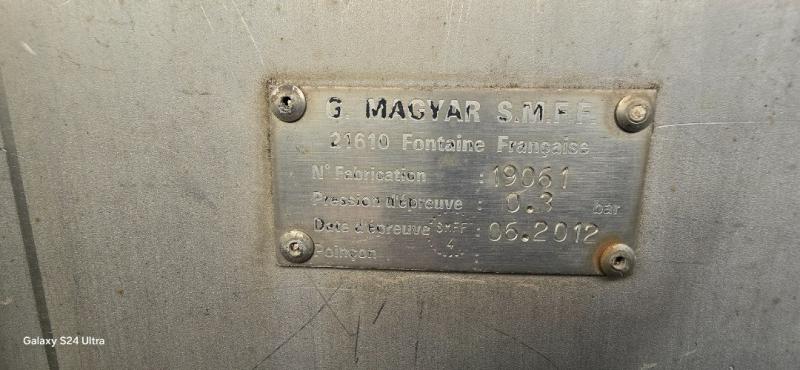 G. MAGYAR S.M.F.F.
21610 Fontaine Française
N° Fabrication : 19061
Pression d'épreuve : 0.3 bar
Date d'épreuve SMFF 4 : 06.2012
Poinçon :
Galaxy S24 Ultra